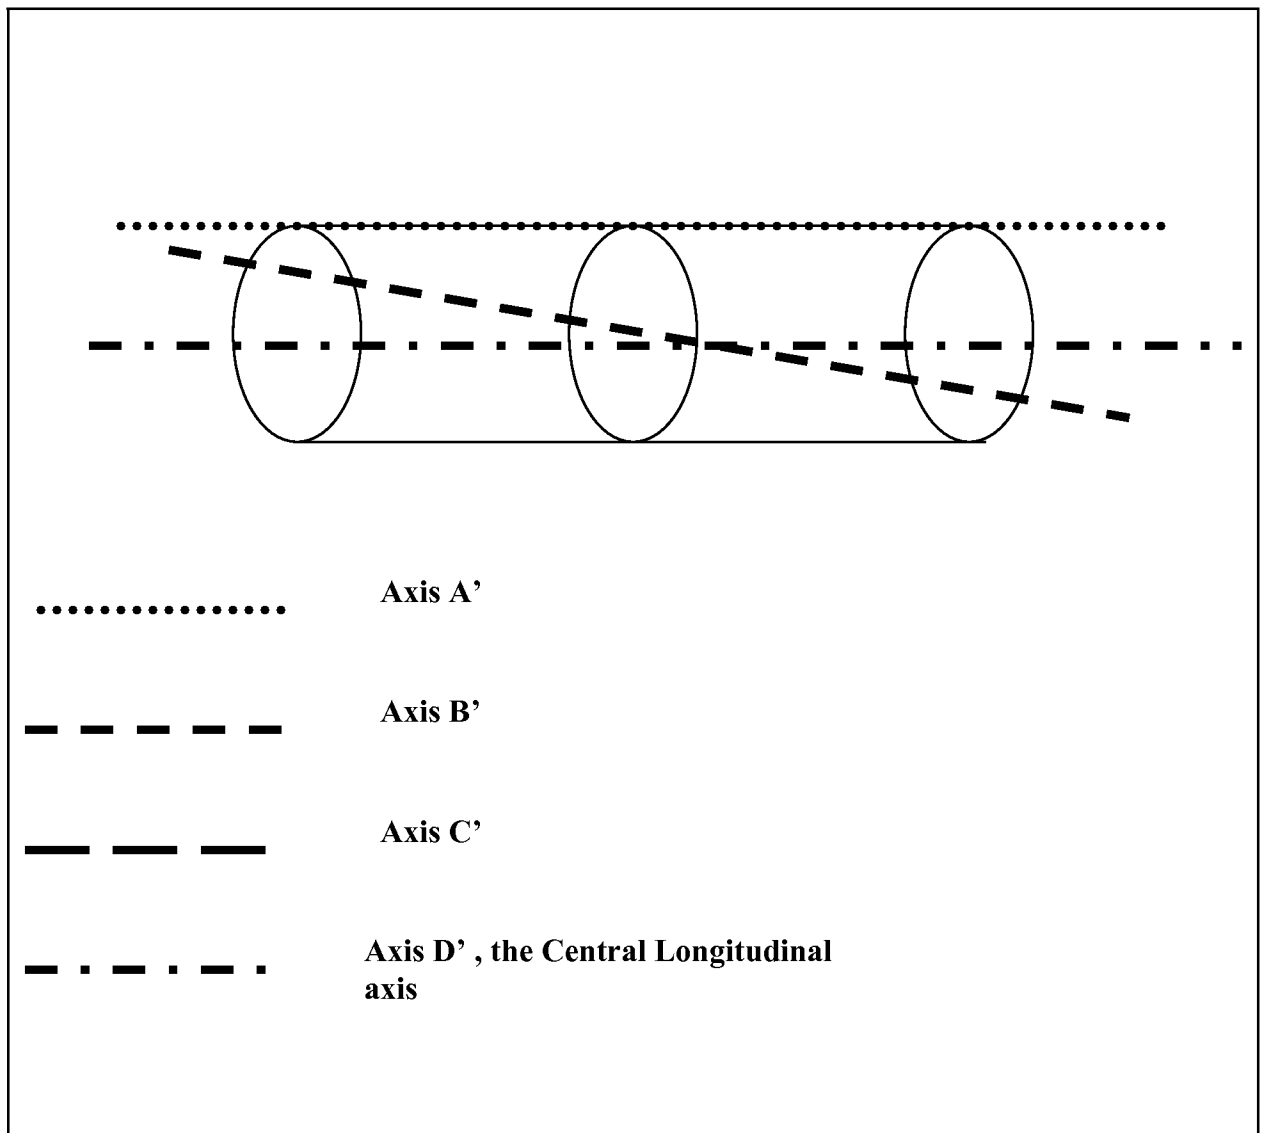 Axis A’
Axis B’
Axis C’
Axis D’ , the Central Longitudinal
axis